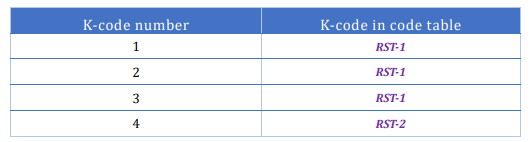 K-code number K-code in code table
1 RST-1
2 RST-1
3 RST-1
4 RST-2